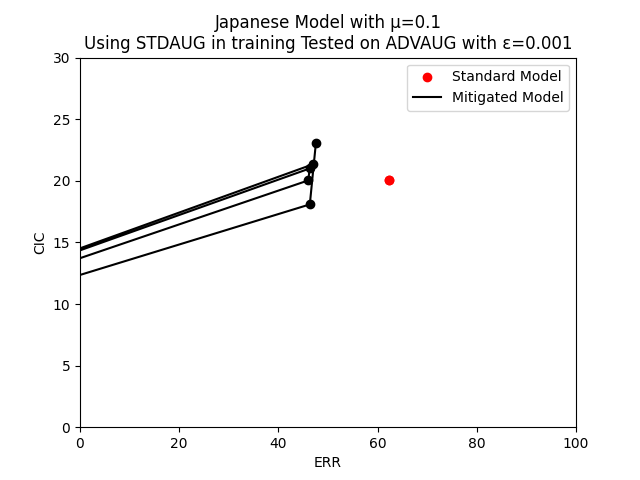 Japanese Model with μ=0.1
Using STDAUG in training Tested on ADVAUG with ε=0.001
Standard Model
Mitigated Model
30
25
20
15
10
5
0
CIC
0 20 40 60 80 100
ERR